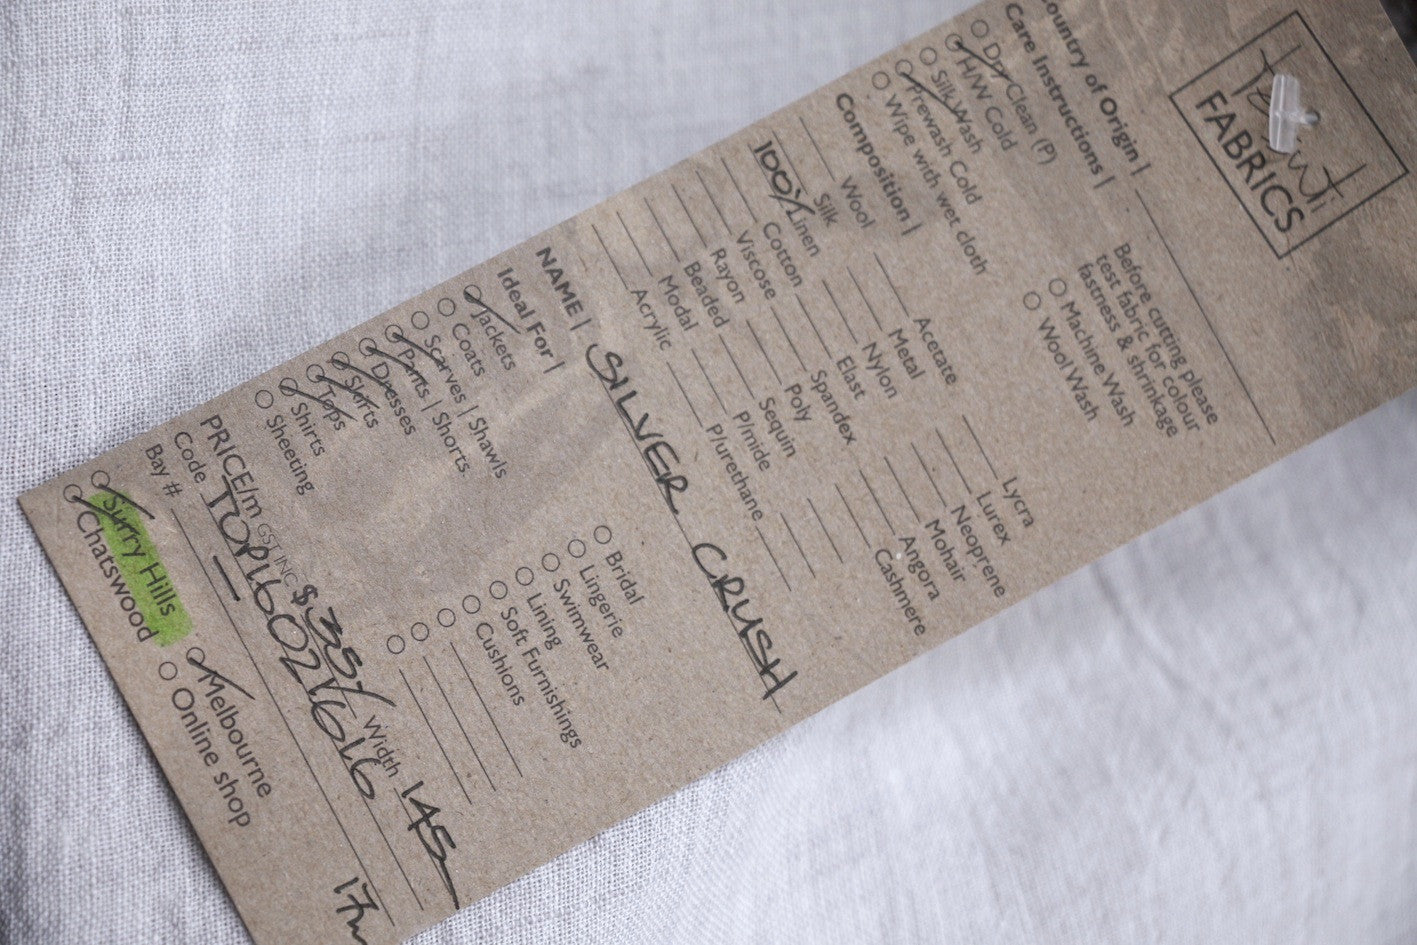 FABRICS
Country of Origin |
Care Instructions |
Dry Clean (P)
H/W Cold
Silk Wash
Prewash Cold
Wipe with wet cloth
Before cutting please
test fabric for colour
fastness & shrinkage
Machine Wash
Wool Wash
Composition |
Wool
Silk
100% Linen
Cotton
Viscose
Rayon
Beaded
Modal
Acrylic
Acetate
Metal
Nylon
Elast
Spandex
Poly
Sequin
P/mide
P/urethane
Lycra
Lurex
Neoprene
Mohair
Angora
Cashmere
NAME | SILVER CRUSH
Ideal For |
Jackets
Coats
Scarves | Shawls
Pants | Shorts
Dresses
Skirts
Tops
Shirts
Sheeting
Bridal
Lingerie
Swimwear
Lining
Soft Furnishings
Cushions
PRICE/m GST INC $35 Width 145
Code
Bay # 17m
Surry Hills
Chatswood
Melbourne
Online shop